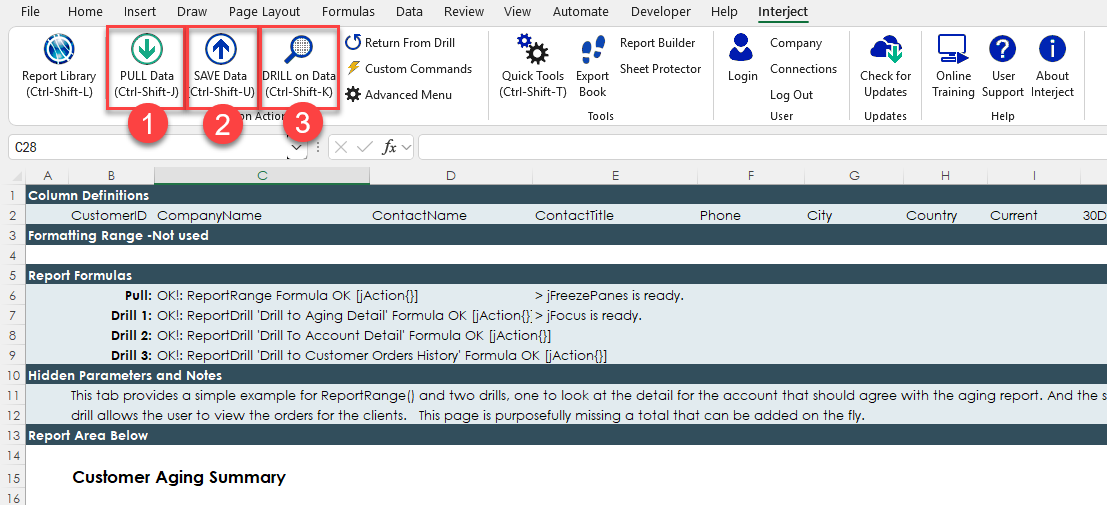 File Home Insert Draw Page Layout Formulas Data Review View Automate Developer Help Interject
Report Library
(Ctrl-Shift-L)
PULL Data
(Ctrl-Shift-J)
SAVE Data
(Ctrl-Shift-U)
DRILL on Data
(Ctrl-Shift-K)
Return From Drill
Custom Commands
Advanced Menu
1
2
3
Quick Tools
(Ctrl-Shift-T)
Export
Book
Report Builder
Sheet Protector
Tools
Login
Company
Connections
Log Out
User
Check for
Updates
Updates
Online
Training
User
Support
About
Interject
Help
C28
fx
A B C D E F G H I
1 Column Definitions
2 CustomerID CompanyName ContactName ContactTitle Phone City Country Current 30D
3 Formatting Range -Not used
4
5 Report Formulas
6 Pull: OK!: ReportRange Formula OK [jAction{}] > jFreezePanes is ready.
7 Drill 1: OK!: ReportDrill 'Drill to Aging Detail' Formula OK [jAction{}] > jFocus is ready.
8 Drill 2: OK!: ReportDrill 'Drill To Account Detail' Formula OK [jAction{}]
9 Drill 3: OK!: ReportDrill 'Drill to Customer Orders History' Formula OK [jAction{}]
10 Hidden Parameters and Notes
11 This tab provides a simple example for ReportRange() and two drills, one to look at the detail for the account that should agree with the aging report. And the s
12 drill allows the user to view the orders for the clients. This page is purposefully missing a total that can be added on the fly.
13 Report Area Below
14
15 Customer Aging Summary
16